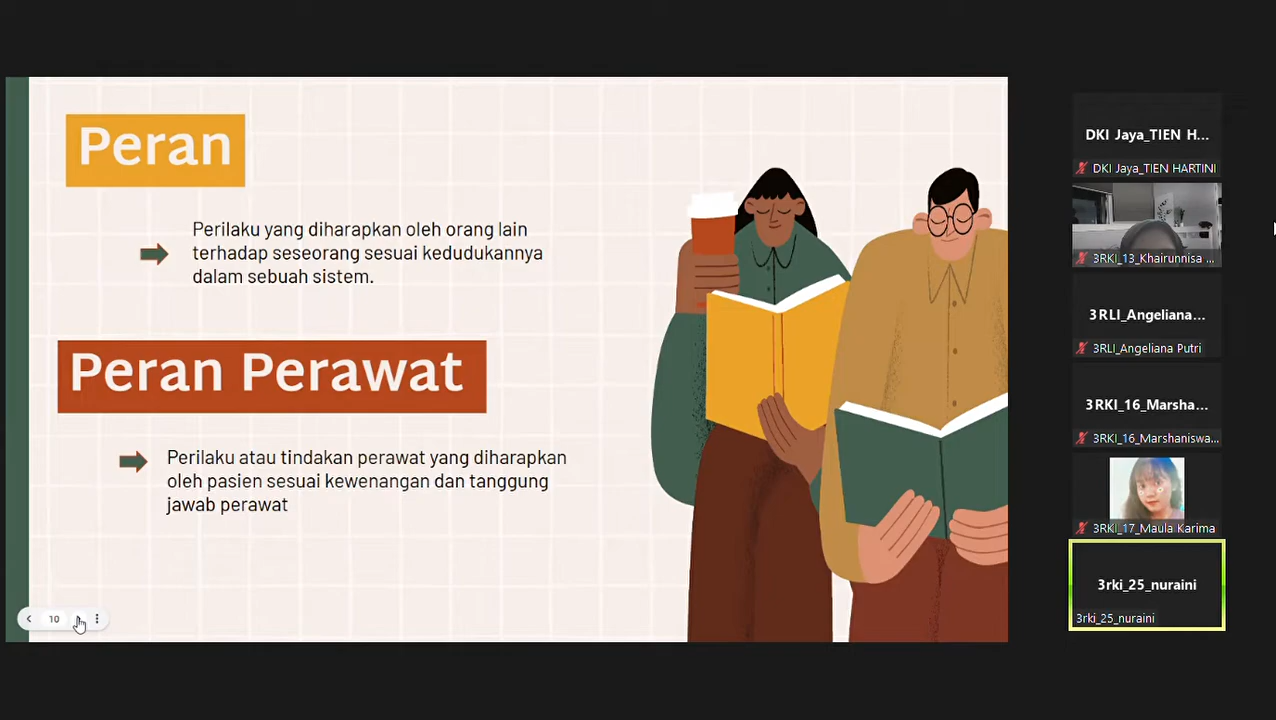 Peran
Perilaku yang diharapkan oleh orang lain
terhadap seseorang sesuai kedudukannya
dalam sebuah sistem.
Peran Perawat
Perilaku atau tindakan perawat yang diharapkan
oleh pasien sesuai kewenangan dan tanggung
jawab perawat
10
DKI Jaya_TIEN H...
DKI Jaya_TIEN HARTINI
3RKI_13_Khairunnisa ...
3RLI_Angeliana...
3RLI_Angeliana Putri
3RKI_16_Marsha...
3RKI_16_Marshaniswa...
3RKI_17_Maula Karima
3rki_25_nuraini
3rki_25_nuraini